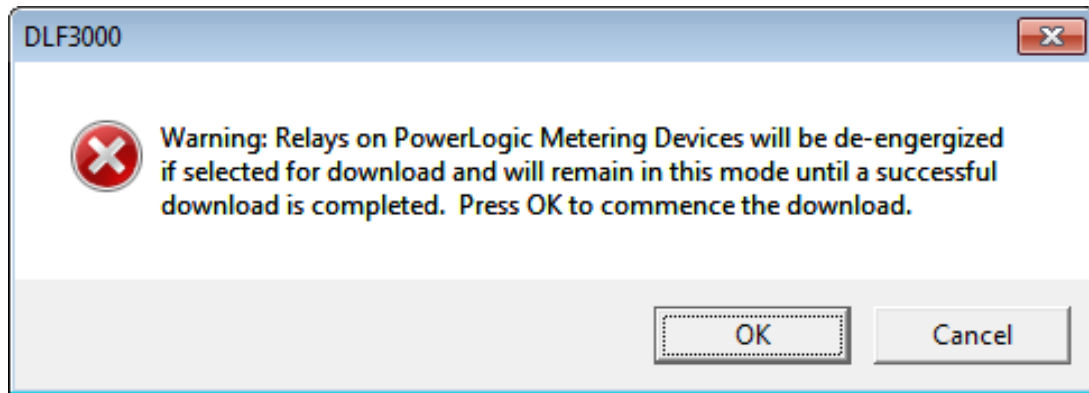 DLF3000
Warning: Relays on PowerLogic Metering Devices will be de-engergized
if selected for download and will remain in this mode until a successful
download is completed.  Press OK to commence the download.
OK
Cancel